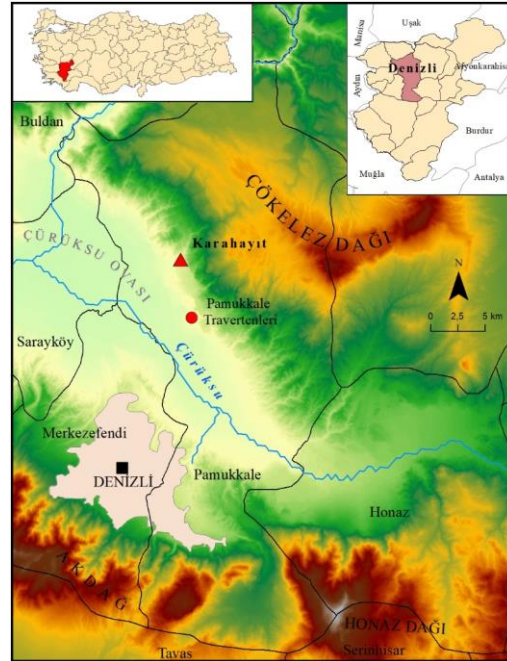 Manisa
Uşak
Aydın
Denizli
Afyonkarahisar
Burdur
Muğla
Antalya
Buldan
ÇÖKELEZ DAĞI
Karahayıt
ÇÜRÜKSU OVASI
N
0 2,5 5 km
Pamukkale
Travertenleri
Sarayköy
Çürüksu
Merkezefendi
DENİZLİ
Pamukkale
Honaz
AKDAĞ
HONAZ DAĞI
Tavas
Serinhisar